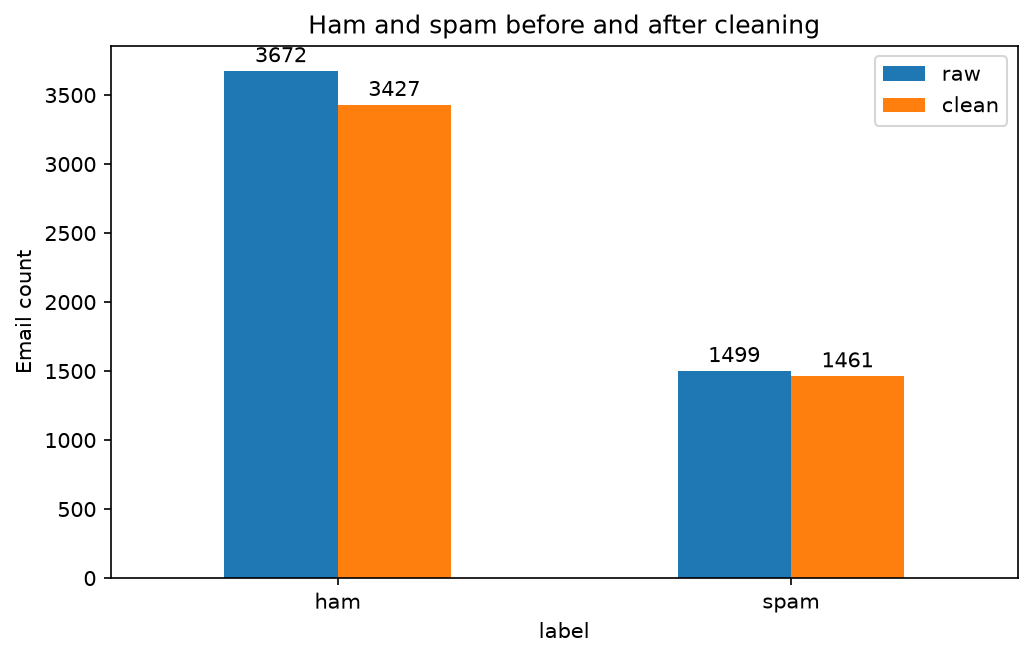 Ham and spam before and after cleaning
3672
3427
1499
1461
raw
clean
Email count
3500
3000
2500
2000
1500
1000
500
0
ham
spam
label